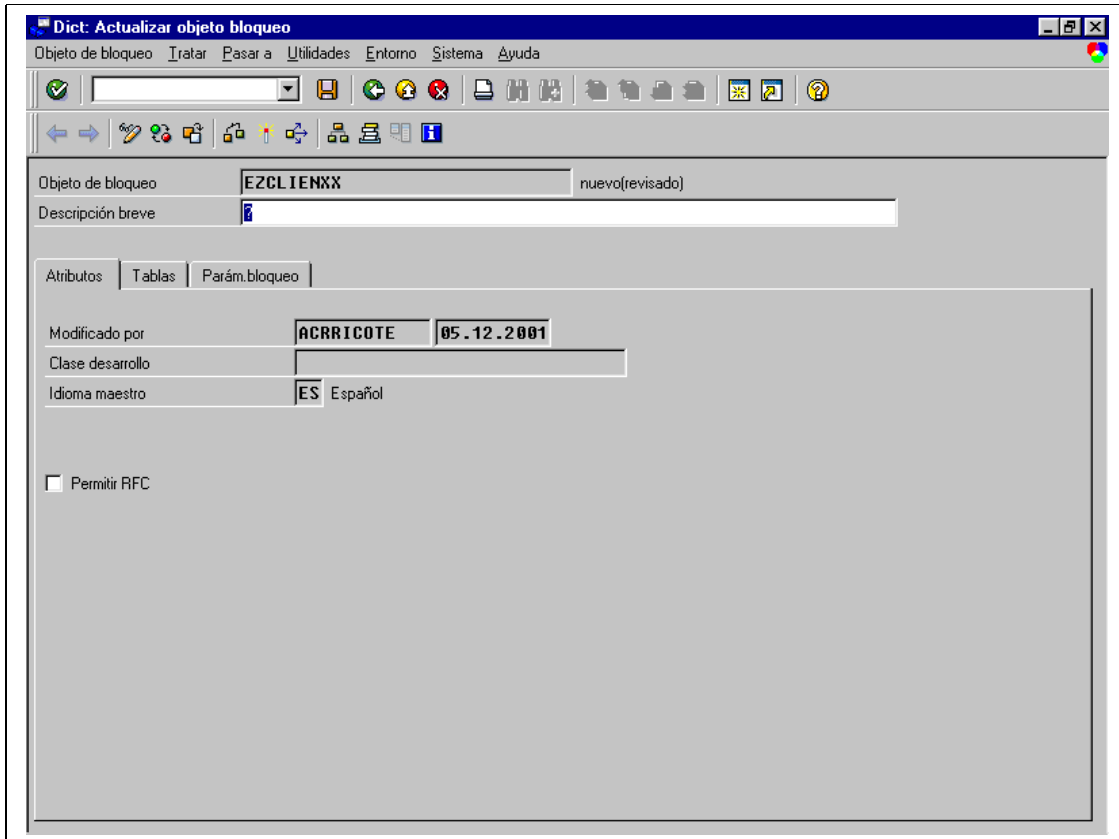 Dict: Actualizar objeto bloqueo
Objeto de bloqueo Tratar Pasar a Utilidades Entorno Sistema Ayuda
Objeto de bloqueo EZCLIENXX nuevo(revisado)
Descripción breve ?
Atributos Tablas Parám.bloqueo
Modificado por ACRRICOTE 05.12.2001
Clase desarrollo
Idioma maestro ES Español
Permitir RFC